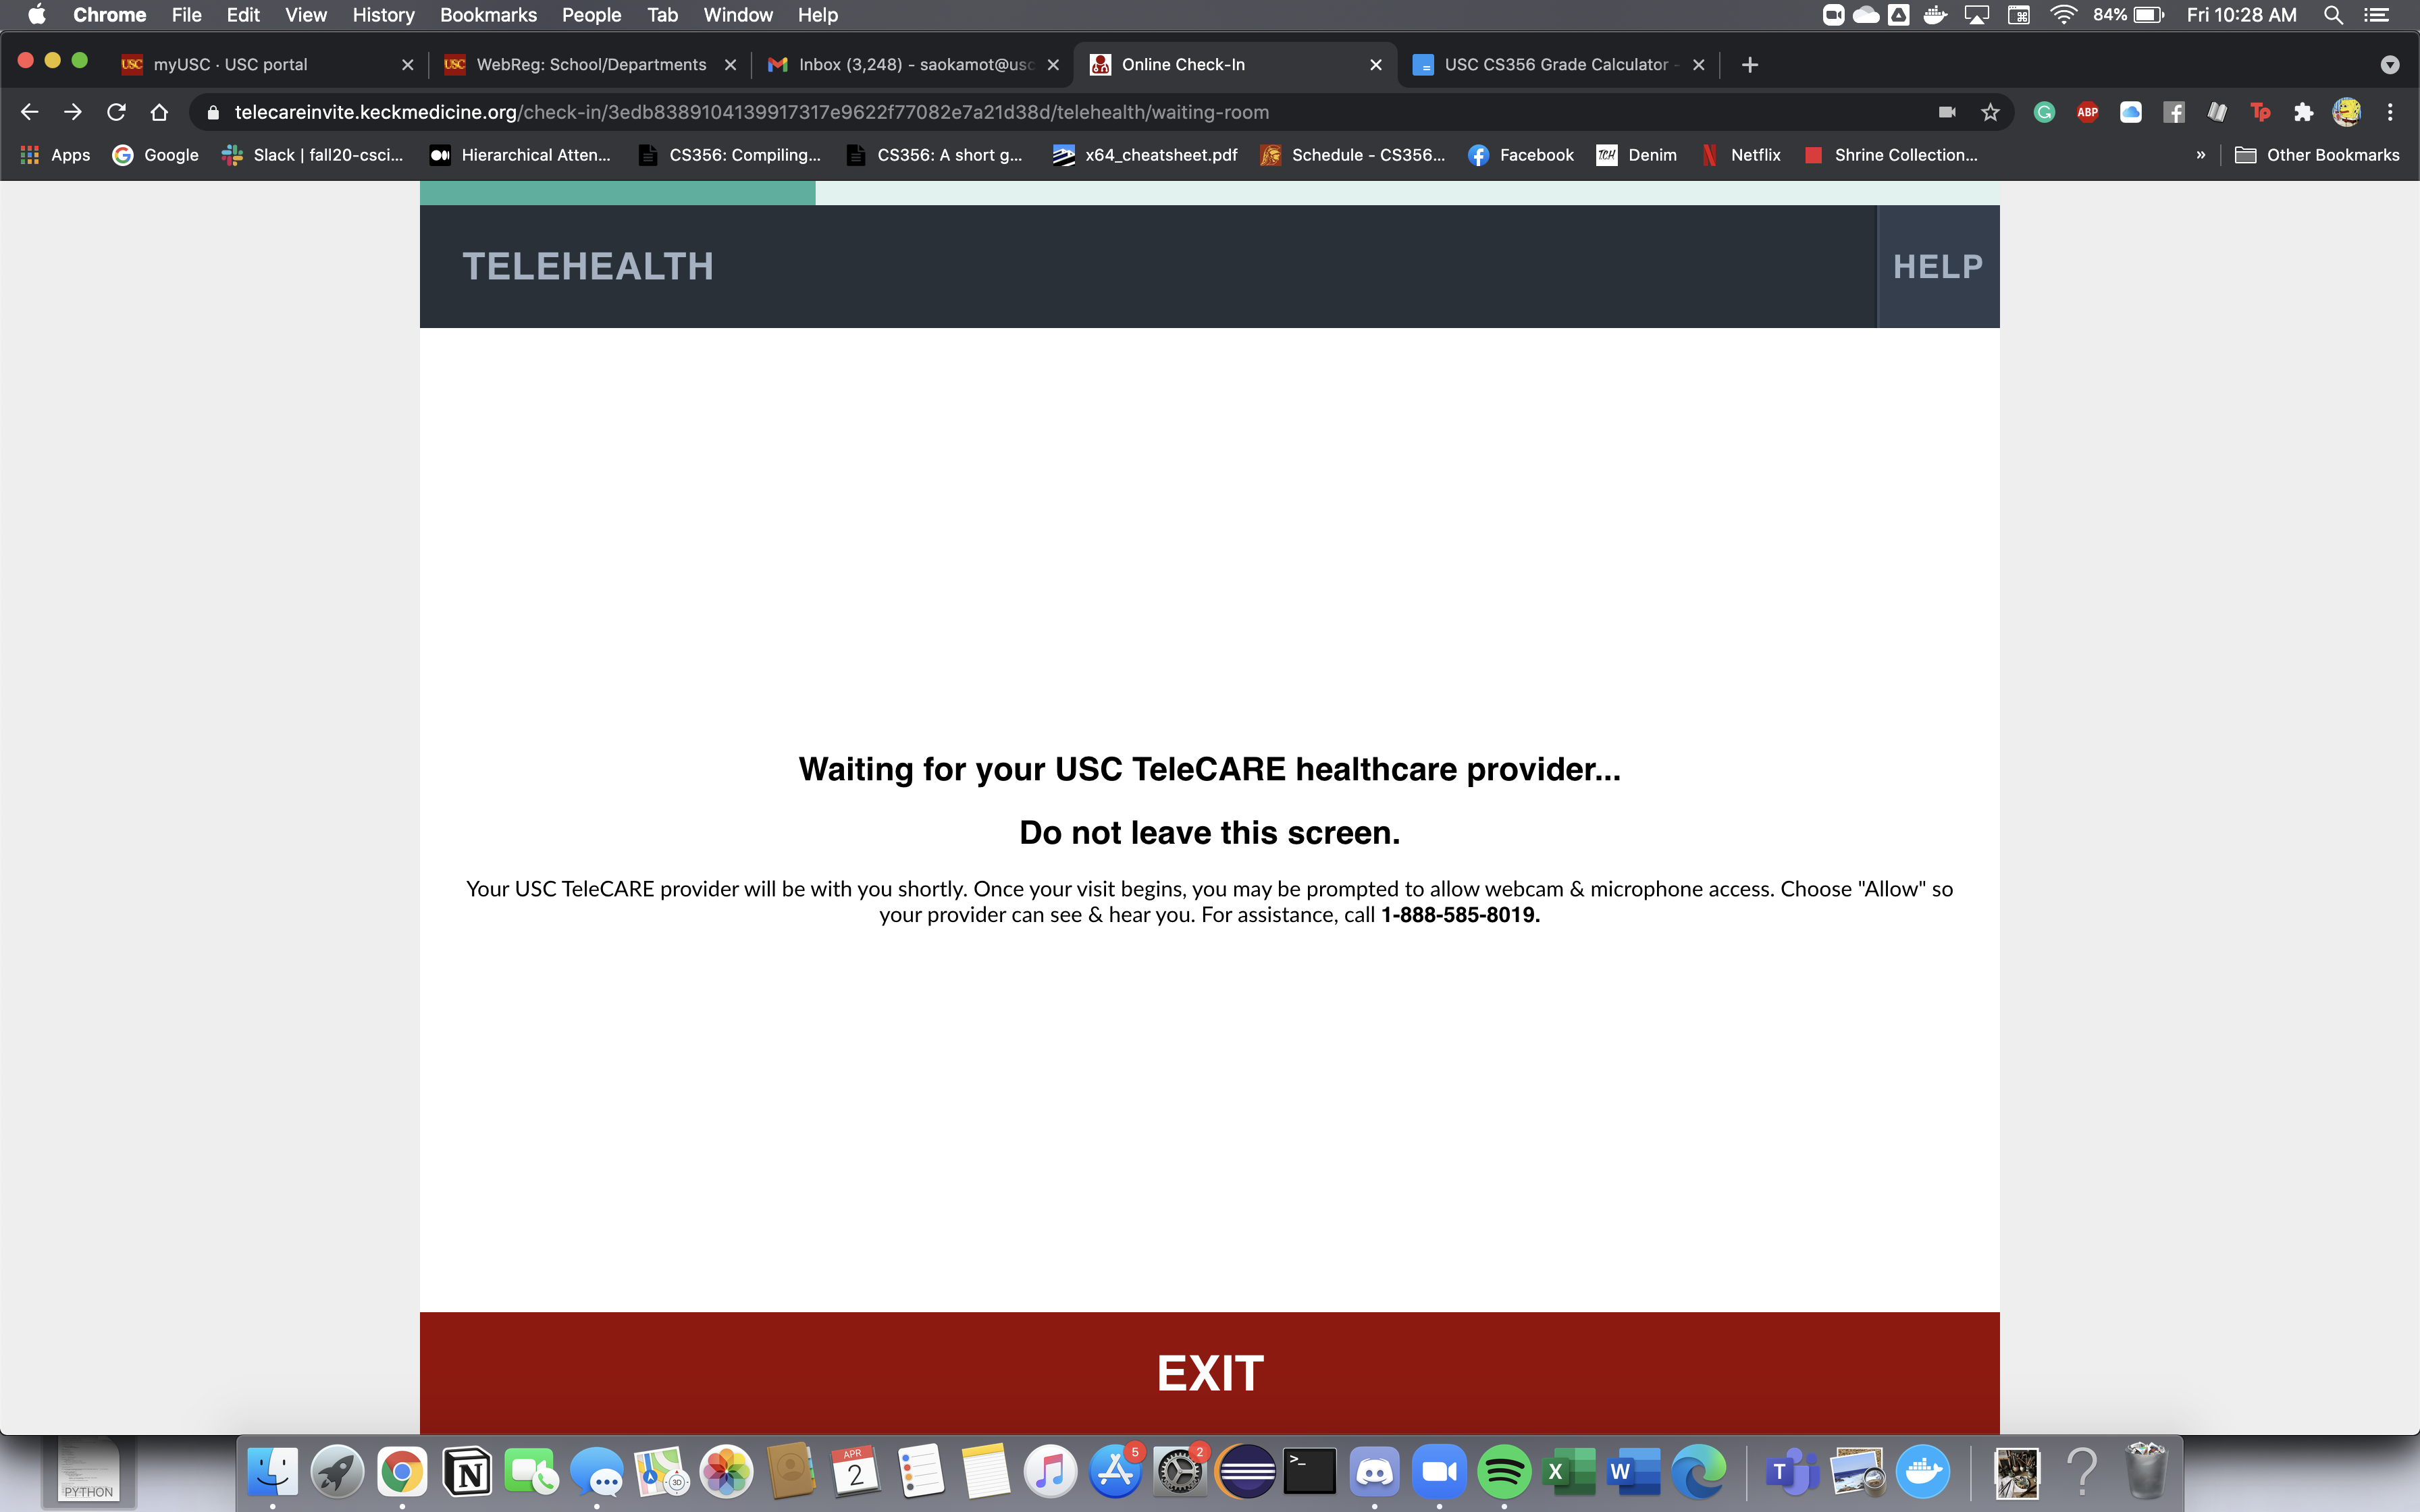 Chrome File Edit View History Bookmarks People Tab Window Help 84% Fri 10:28 AM
USC myUSC · USC portal USC WebReg: School/Departments Inbox (3,248) - saokamot@usc Online Check-In USC CS356 Grade Calculator -
telecareinvite.keckmedicine.org/check-in/3edb8389104139917317e9622f77082e7a21d38d/telehealth/waiting-room ABP Tp
Apps Google Slack | fall20-csci... Hierarchical Atten... CS356: Compiling... CS356: A short g... x64_cheatsheet.pdf Schedule - CS356... Facebook TCH Denim Netflix Shrine Collection... » Other Bookmarks
TELEHEALTH HELP
Waiting for your USC TeleCARE healthcare provider...
Do not leave this screen.
Your USC TeleCARE provider will be with you shortly. Once your visit begins, you may be prompted to allow webcam & microphone access. Choose "Allow" so
your provider can see & hear you. For assistance, call 1-888-585-8019.
EXIT
PYTHON N 3D APR 2 5 2 >_ X W T ?